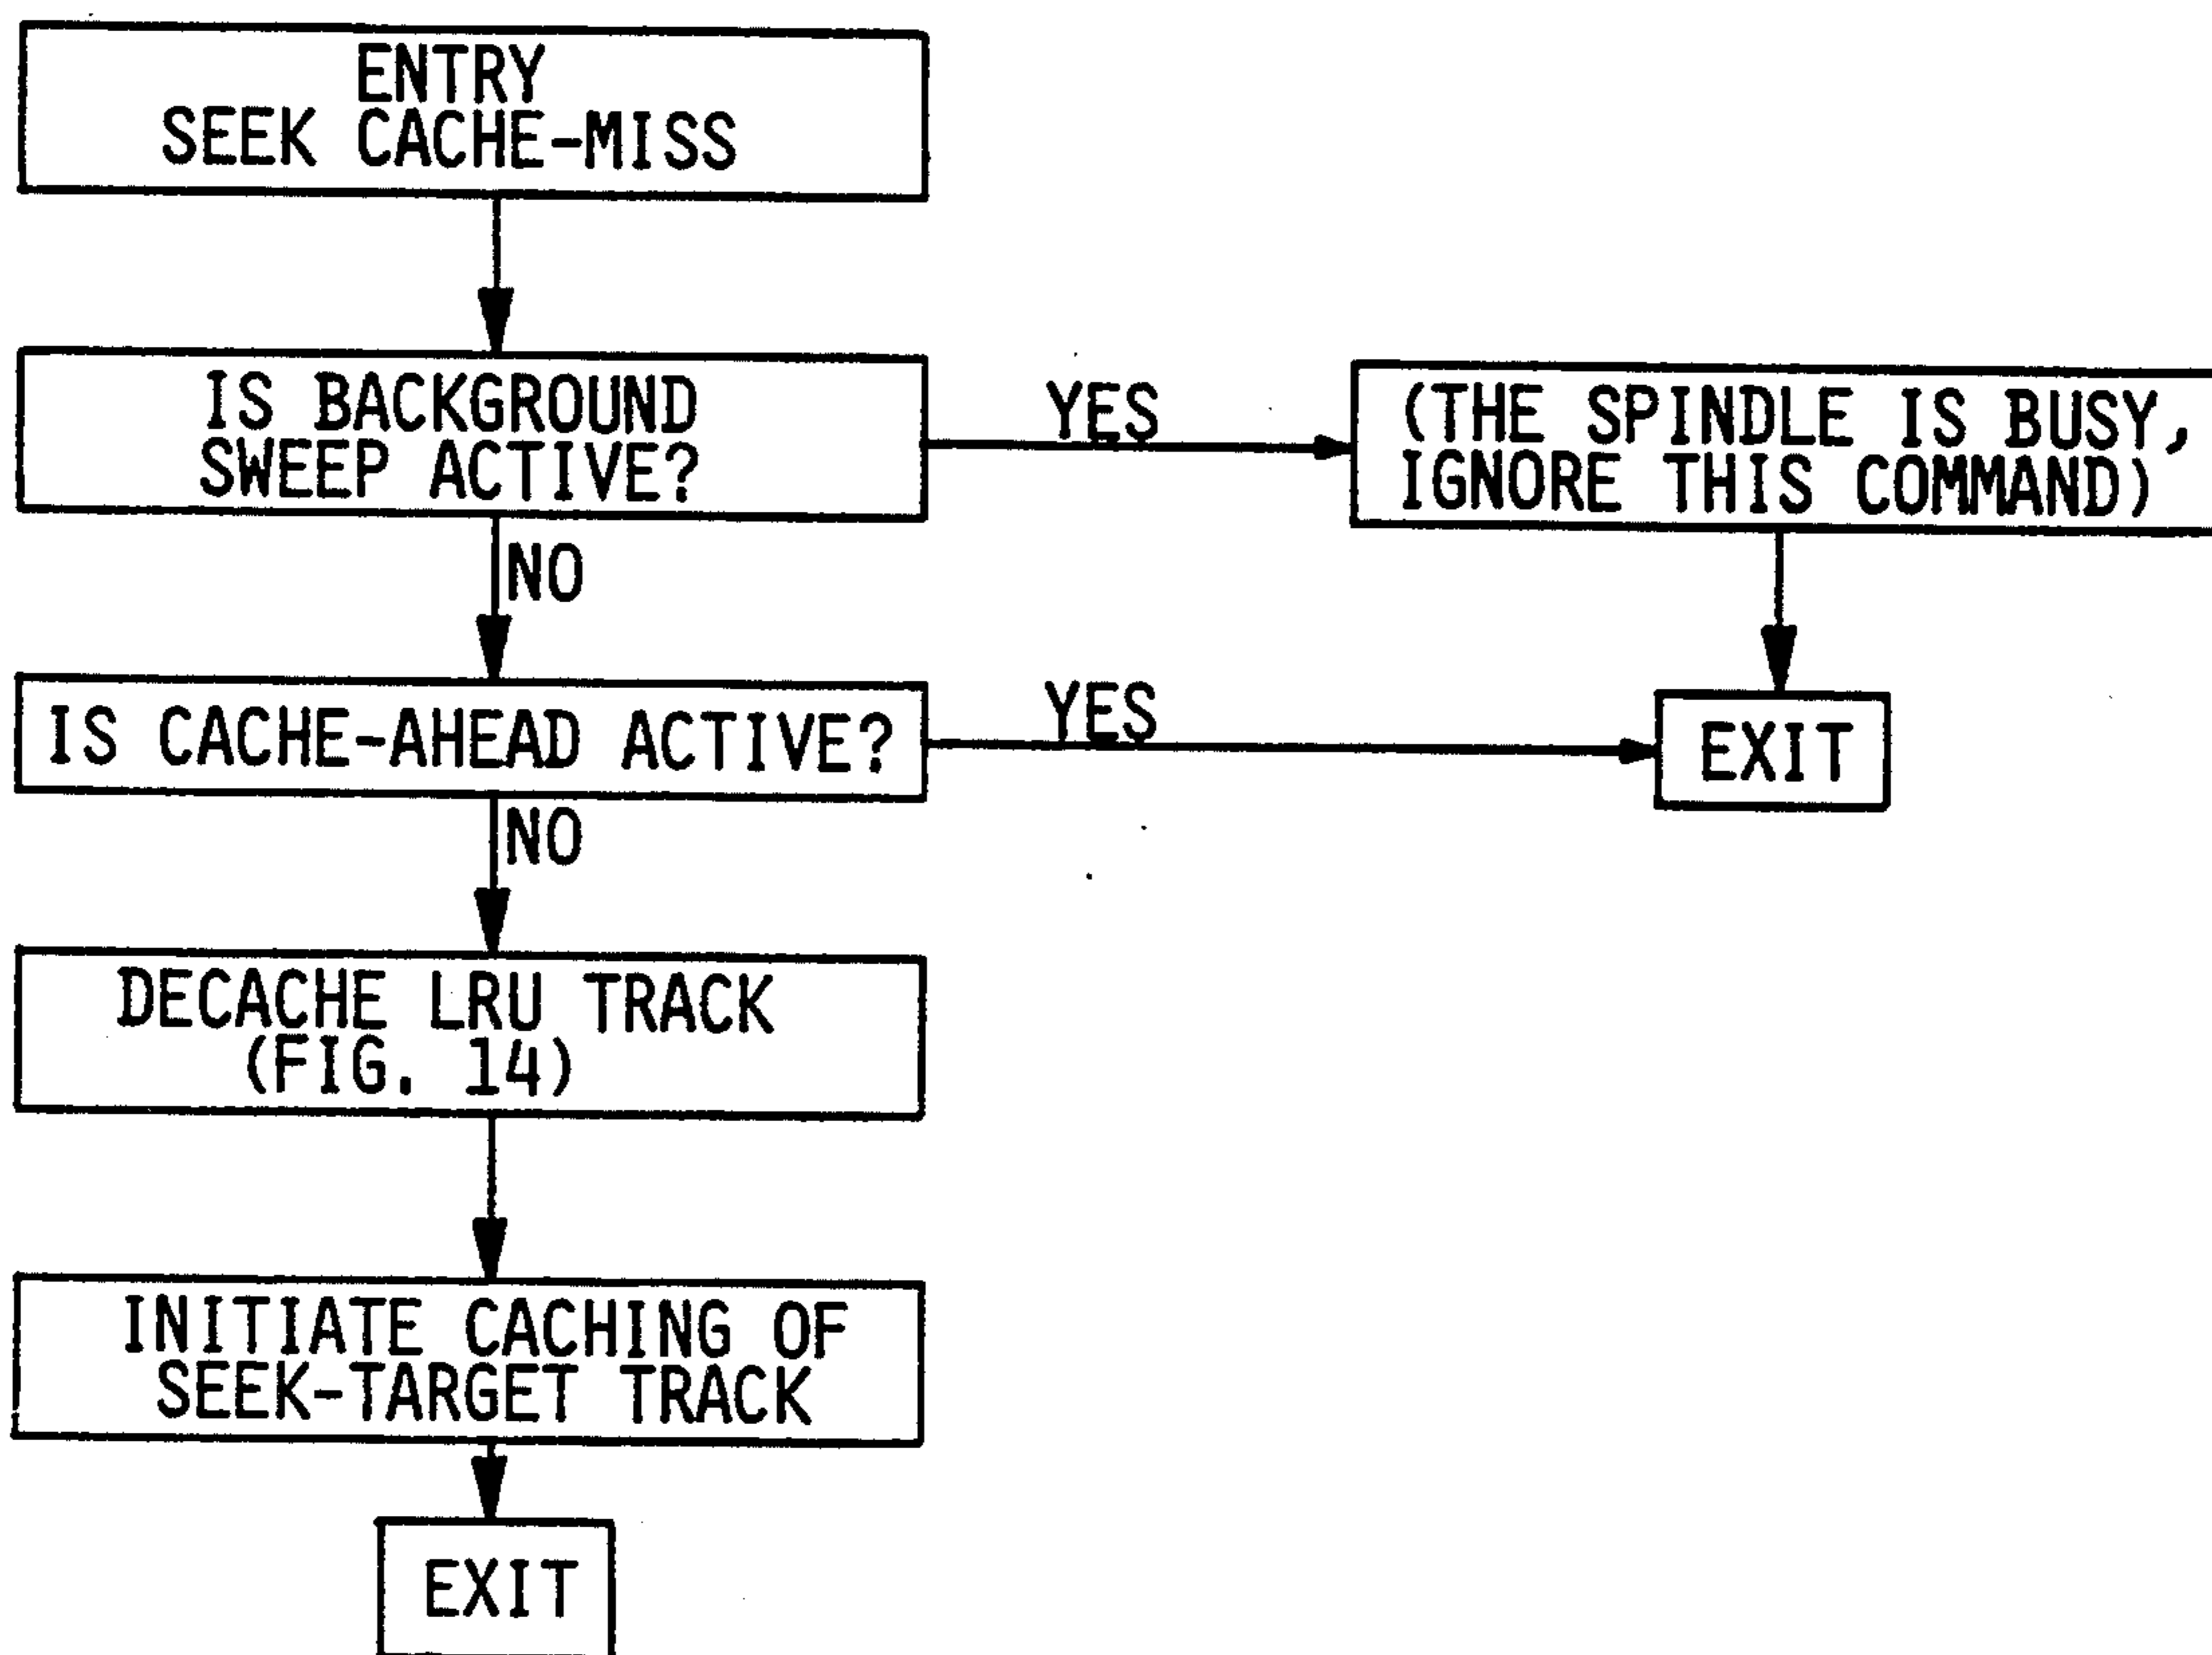 ENTRY
SEEK CACHE-MISS
IS BACKGROUND
SWEEP ACTIVE?
YES
(THE SPINDLE IS BUSY,
IGNORE THIS COMMAND)
NO
IS CACHE-AHEAD ACTIVE?
YES
EXIT
NO
DECACHE LRU TRACK
(FIG. 14)
INITIATE CACHING OF
SEEK-TARGET TRACK
EXIT